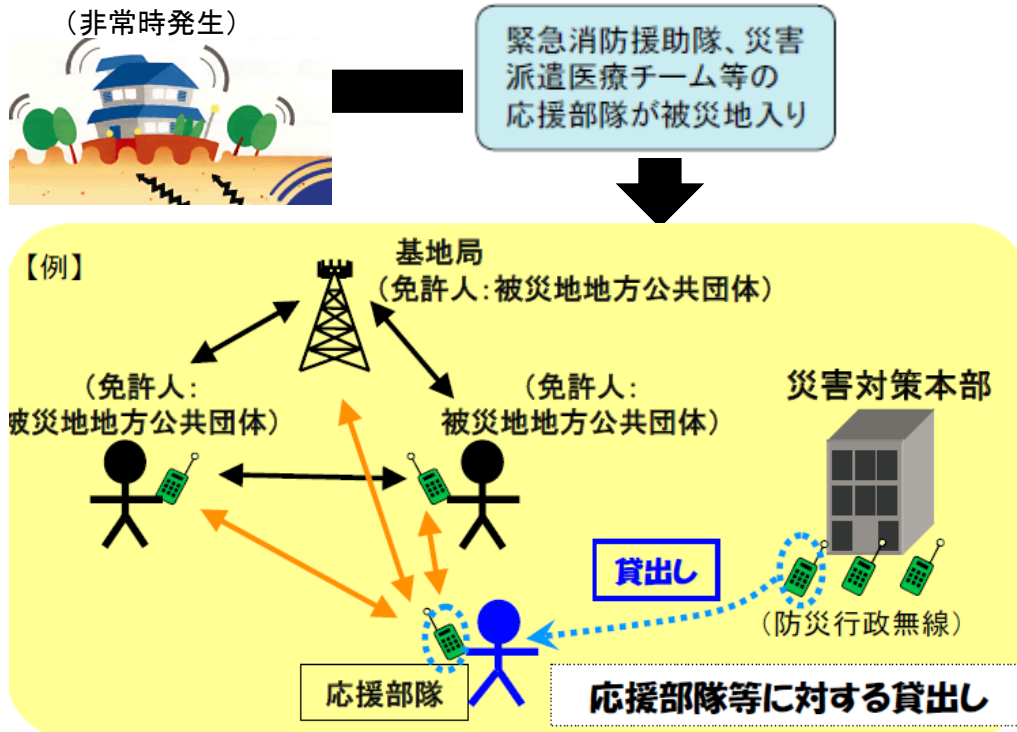 （非常時発生）
緊急消防援助隊、災害
派遣医療チーム等の
応援部隊が被災地入り
【例】
基地局
（免許人：被災地地方公共団体）
（免許人：
被災地地方公共団体）
（免許人：
被災地地方公共団体）
災害対策本部
貸出し
（防災行政無線）
応援部隊
応援部隊等に対する貸出し